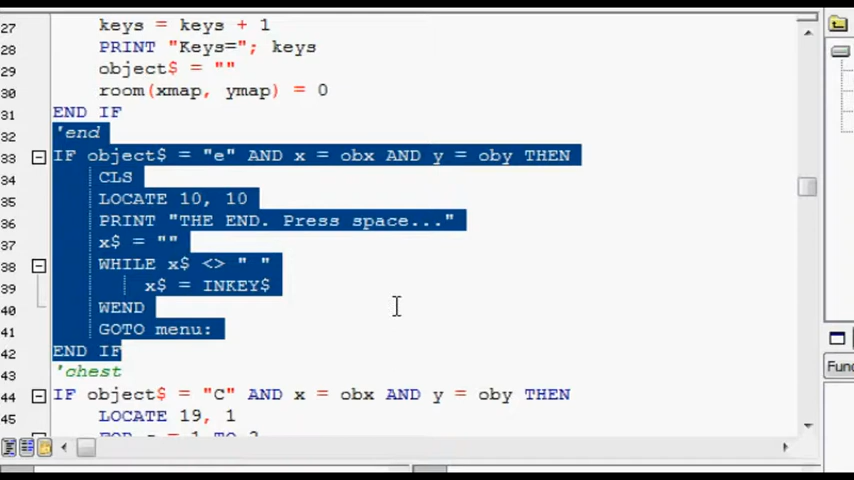 27 keys = keys + 1
28 PRINT "Keys="; keys
29 object$ = ""
30 room(xmap, ymap) = 0
31 END IF
32 'end
33 IF object$ = "e" AND x = obx AND y = oby THEN
34 CLS
35 LOCATE 10, 10
36 PRINT "THE END. Press space..."
37 x$ = ""
38 WHILE x$ <> " "
39 x$ = INKEY$
40 WEND
41 GOTO menu:
42 END IF
43 'chest
44 IF object$ = "C" AND x = obx AND y = oby THEN
45 LOCATE 19, 1
Func